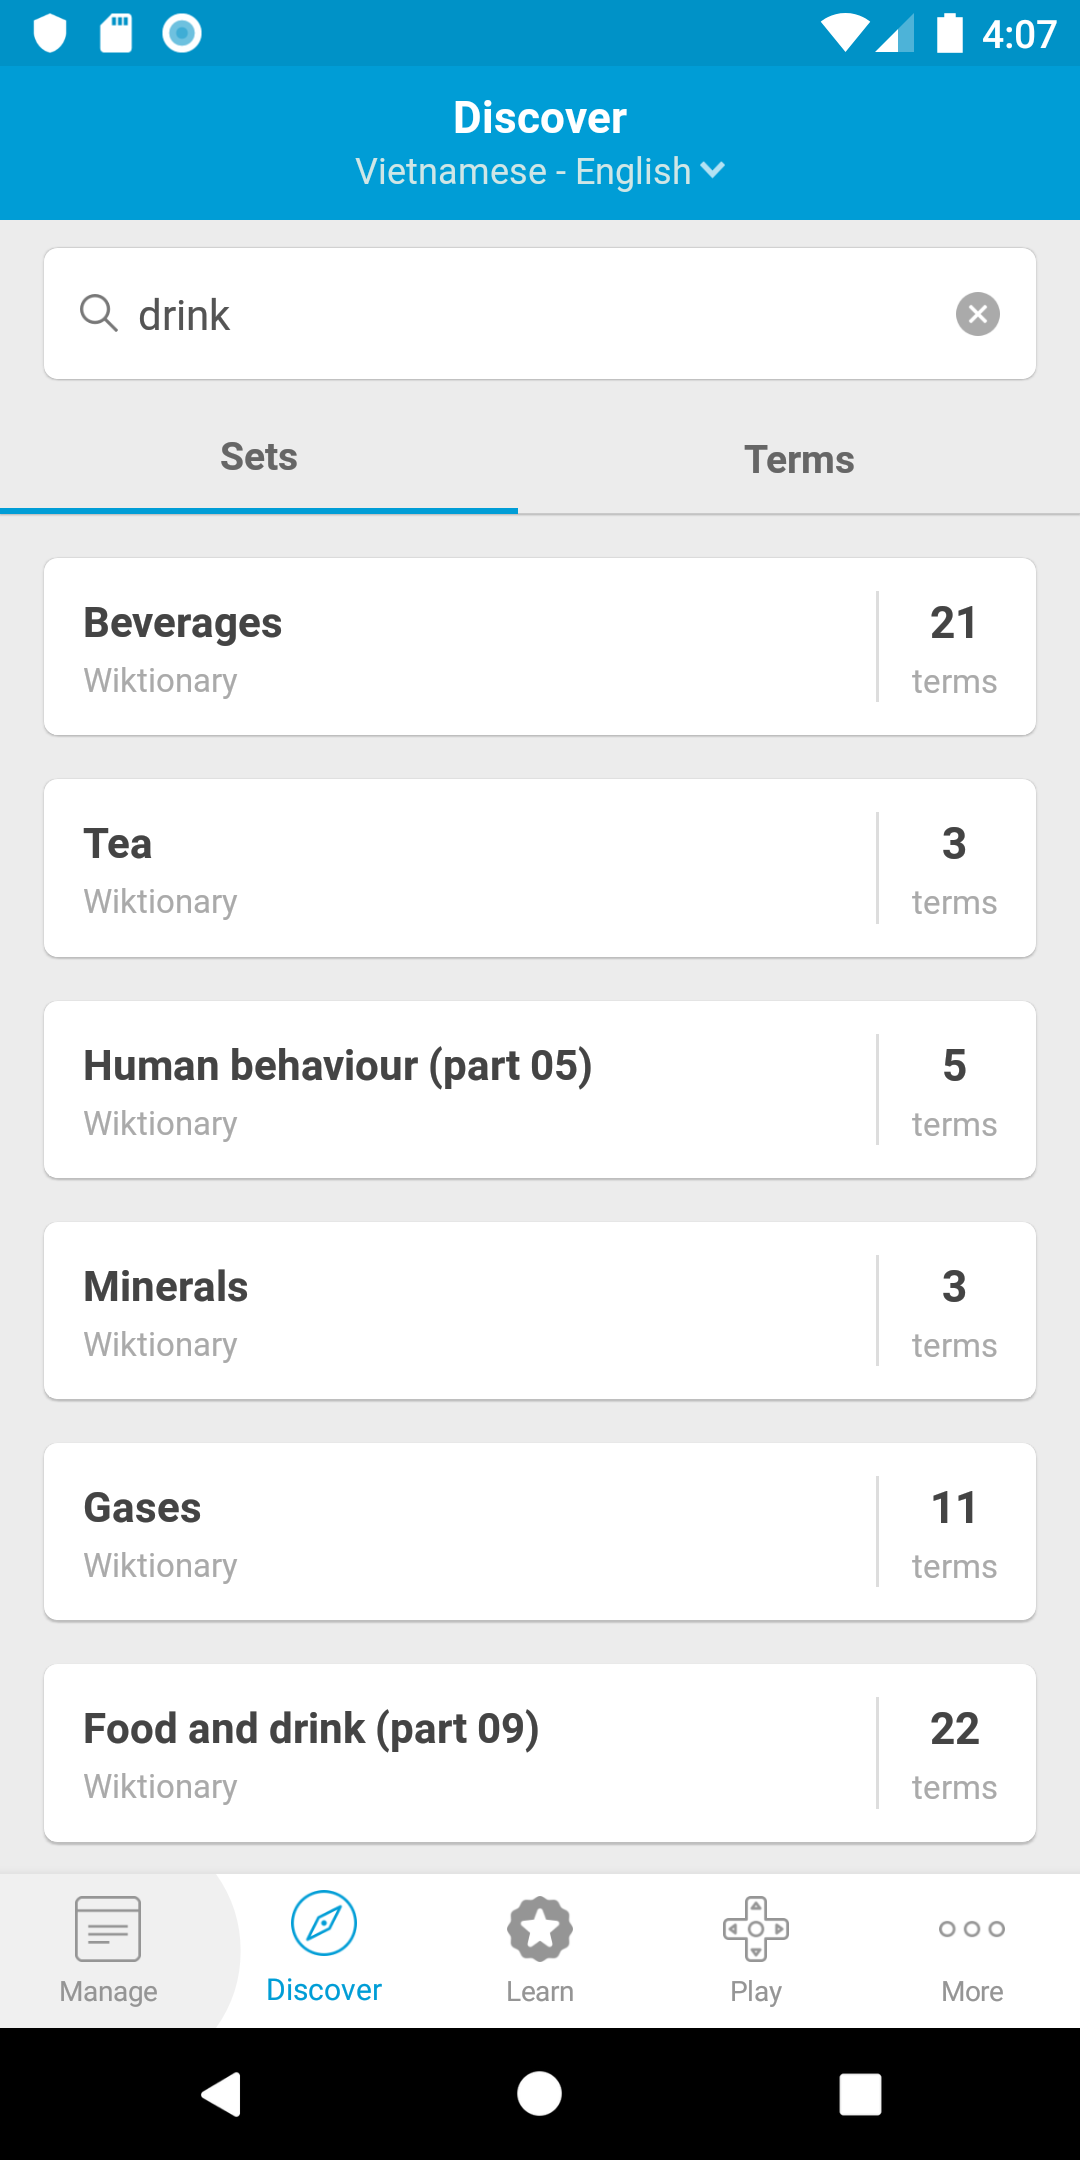 4:07
Discover
Vietnamese - English
drink
Sets
Terms
Beverages
Wiktionary
21
terms
Tea
Wiktionary
3
terms
Human behaviour (part 05)
Wiktionary
5
terms
Minerals
Wiktionary
3
terms
Gases
Wiktionary
11
terms
Food and drink (part 09)
Wiktionary
22
terms
Manage
Discover
Learn
Play
More